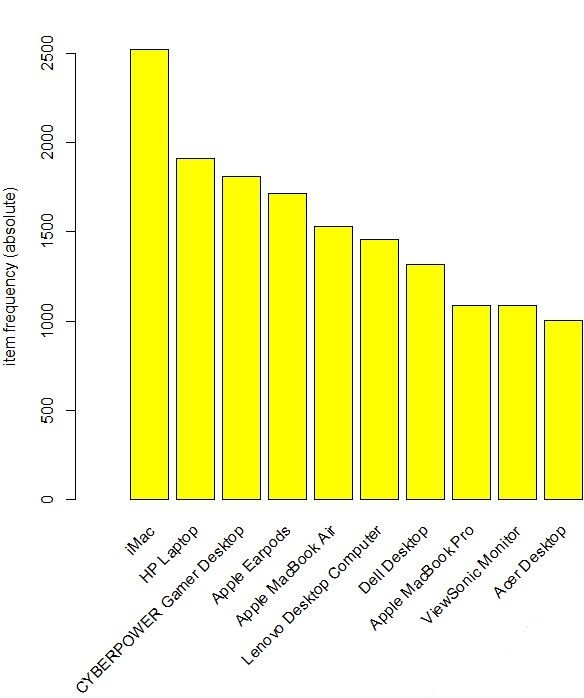 item frequency (absolute)
2500
2000
1500
1000
500
0
iMac
HP Laptop
CYBERPOWER Gamer Desktop
Apple Earpods
Apple MacBook Air
Lenovo Desktop Computer
Dell Desktop
Apple MacBook Pro
ViewSonic Monitor
Acer Desktop